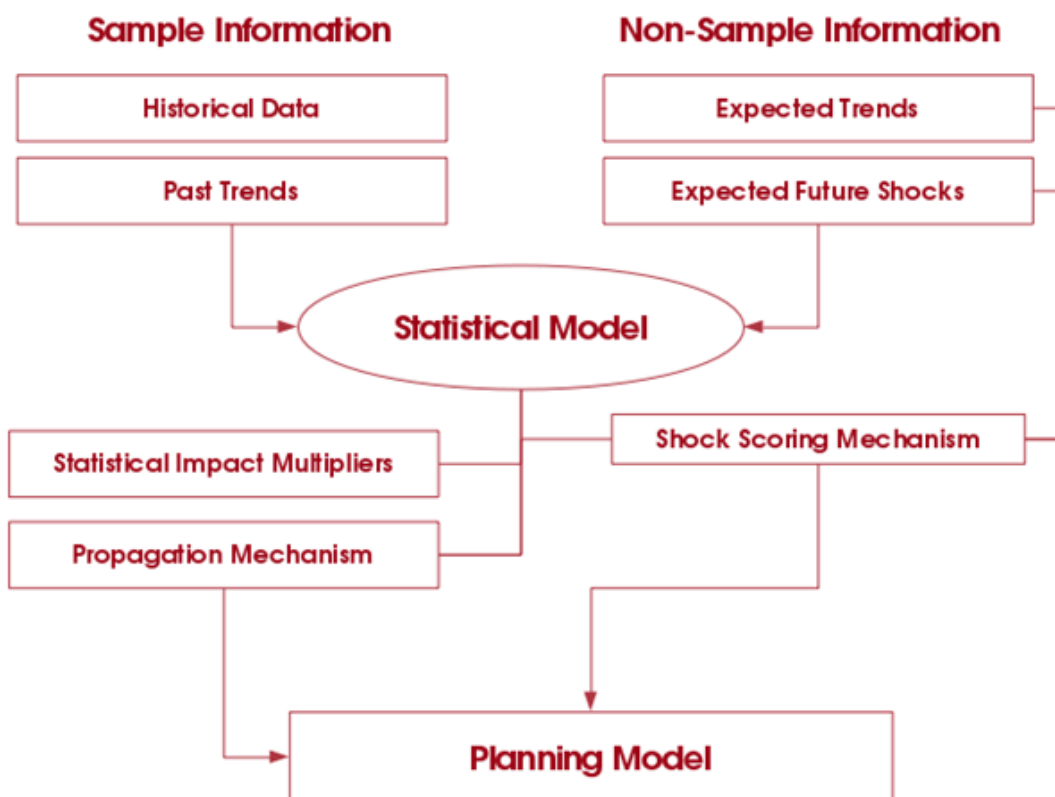 Sample Information
Non-Sample Information
Historical Data
Expected Trends
Past Trends
Expected Future Shocks
Statistical Model
Shock Scoring Mechanism
Statistical Impact Multipliers
Propagation Mechanism
Planning Model